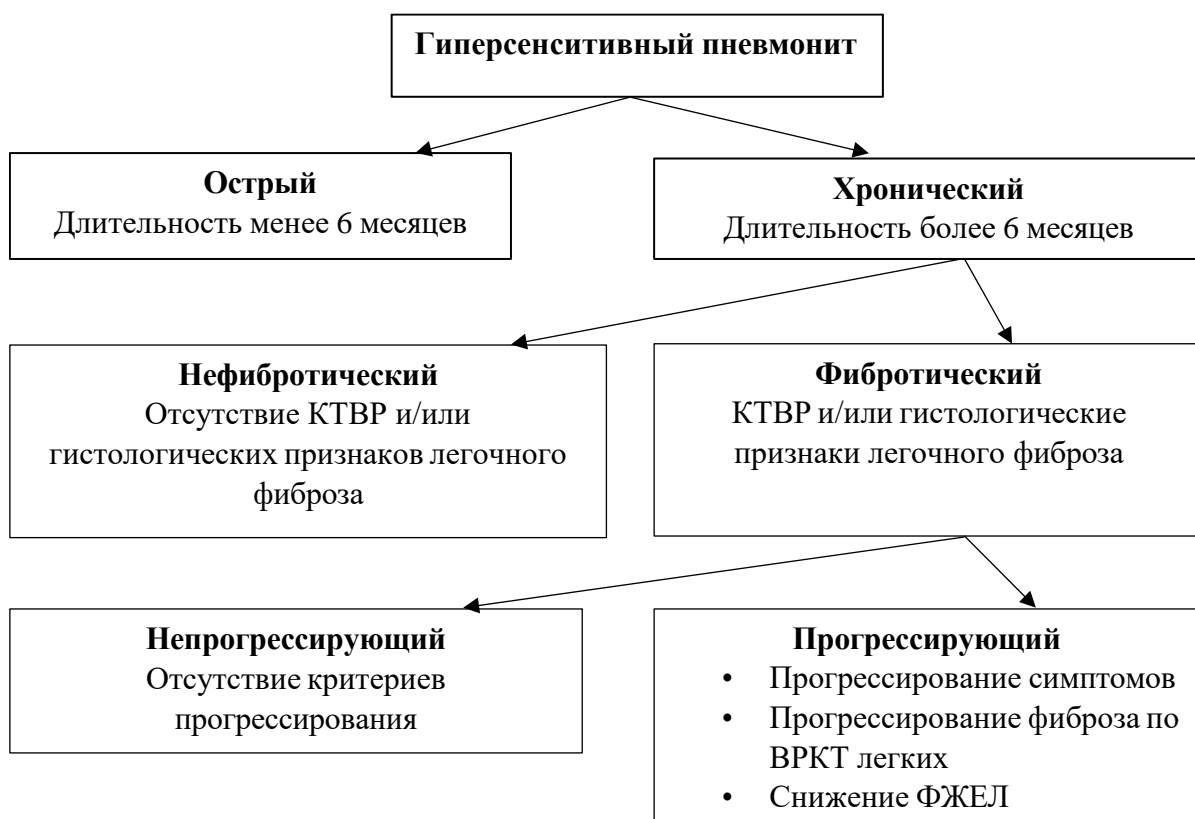 Гиперсенситивный пневмонит
Острый
Длительность менее 6 месяцев
Хронический
Длительность более 6 месяцев
Нефибротический
Отсутствие КТВР и/или
гистологических признаков легочного
фиброза
Фибротический
КТВР и/или гистологические
признаки легочного фиброза
Непрогрессирующий
Отсутствие критериев
прогрессирования
Прогрессирующий
• Прогрессирование симптомов
• Прогрессирование фиброза по
ВРКТ легких
• Снижение ФЖЕЛ